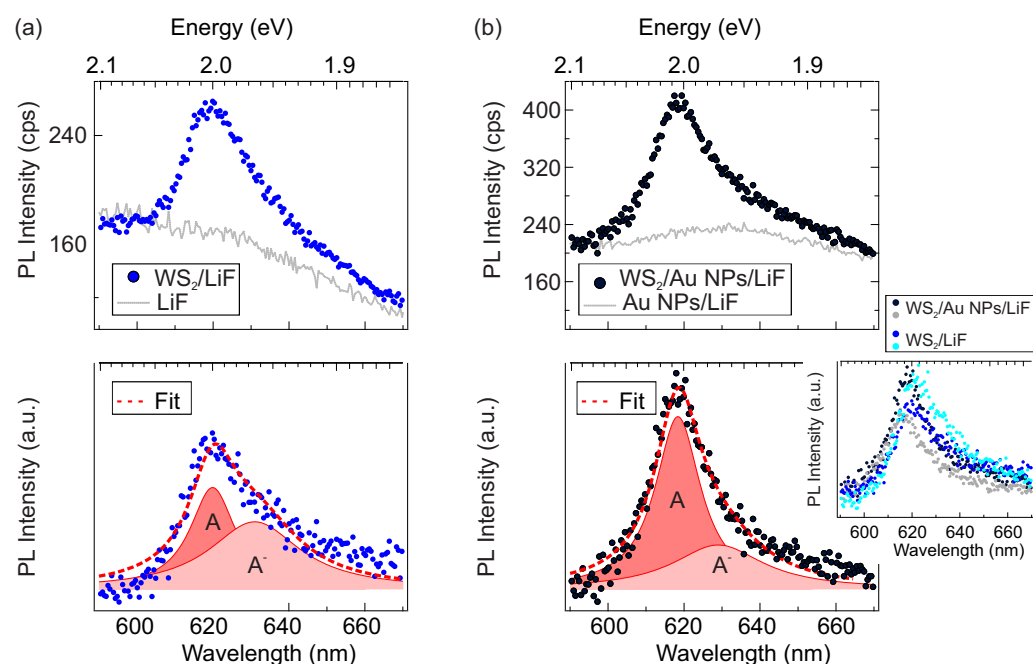 (a)
Energy (eV)
2.1 2.0 1.9
PL Intensity (cps)
240
160
WS₂/LiF
LiF
Fit
PL Intensity (a.u.)
A
A⁻
600 620 640 660
Wavelength (nm)
(b)
Energy (eV)
2.1 2.0 1.9
PL Intensity (cps)
400
320
240
160
WS₂/Au NPs/LiF
Au NPs/LiF
Fit
PL Intensity (a.u.)
A
A⁻
600 620 640 660
Wavelength (nm)
WS₂/Au NPs/LiF
WS₂/LiF
PL Intensity (a.u.)
600 620 640 660
Wavelength (nm)